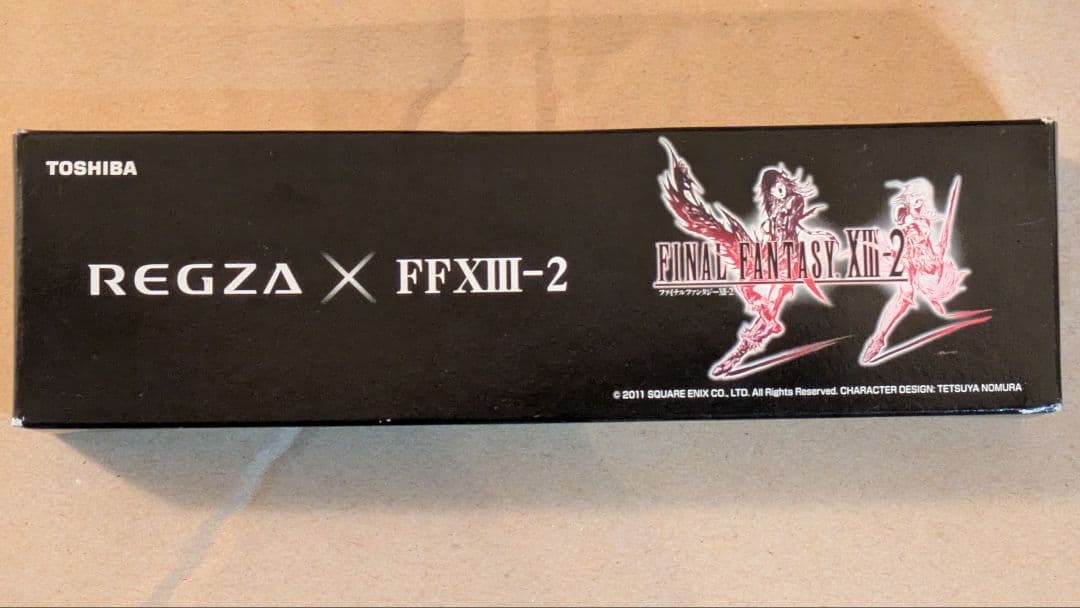 TOSHIBA
REGZA × FFXIII-2
FINAL FANTASY XIII-2
ファイナルファンタジーXIII-2
© 2011 SQUARE ENIX CO., LTD. All Rights Reserved. CHARACTER DESIGN: TETSUYA NOMURA